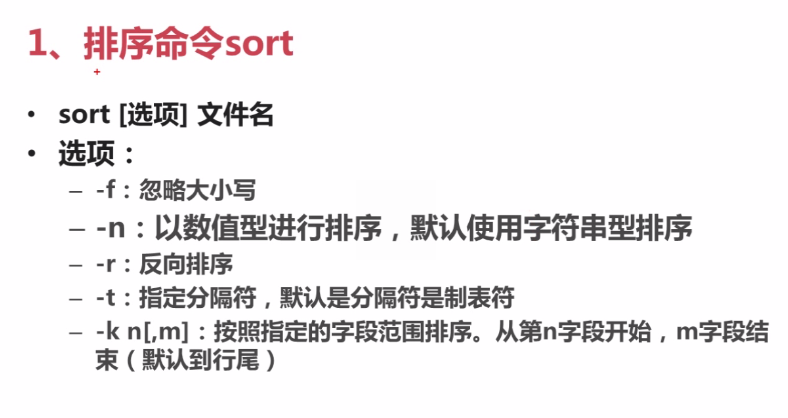 1、排序命令sort
• sort [选项] 文件名
• 选项：
– -f：忽略大小写
– -n：以数值型进行排序，默认使用字符串型排序
– -r：反向排序
– -t：指定分隔符，默认是分隔符是制表符
– -k n[,m]：按照指定的字段范围排序。从第n字段开始，m字段结
束（默认到行尾）